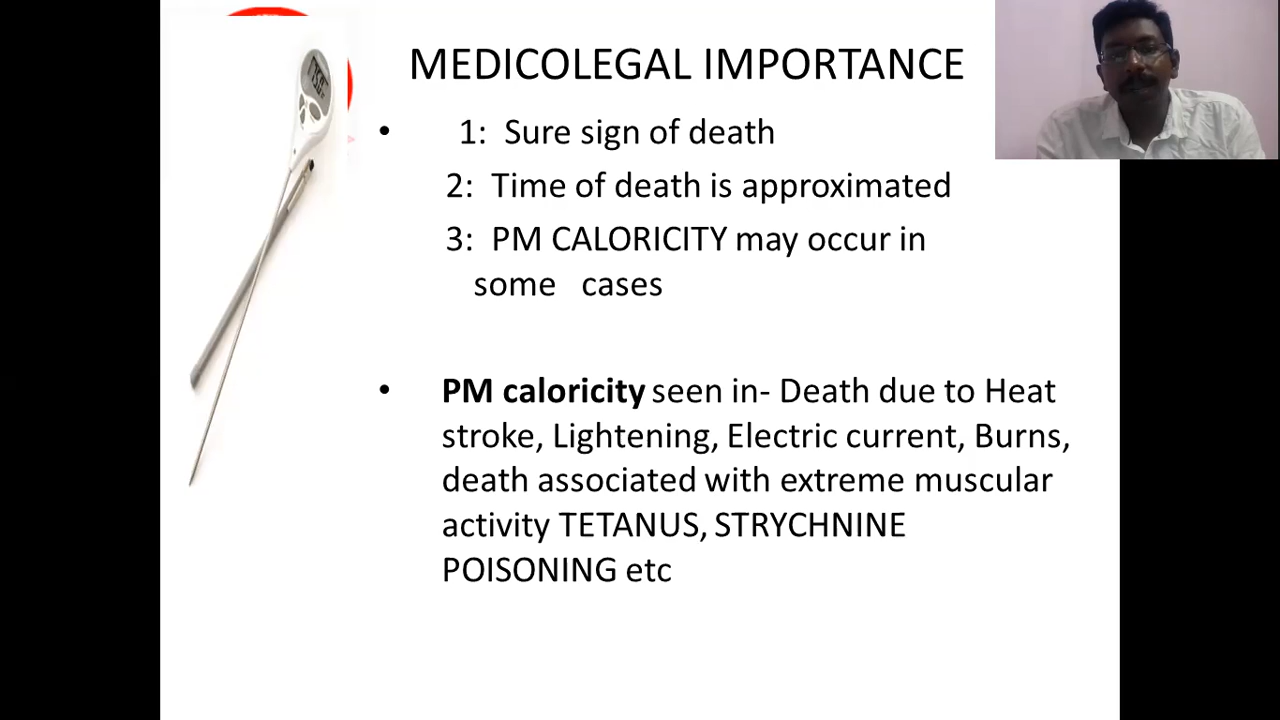 MEDICOLEGAL IMPORTANCE
• 1: Sure sign of death
2: Time of death is approximated
3: PM CALORICITY may occur in
some cases
• PM caloricity seen in- Death due to Heat
stroke, Lightening, Electric current, Burns,
death associated with extreme muscular
activity TETANUS, STRYCHNINE
POISONING etc